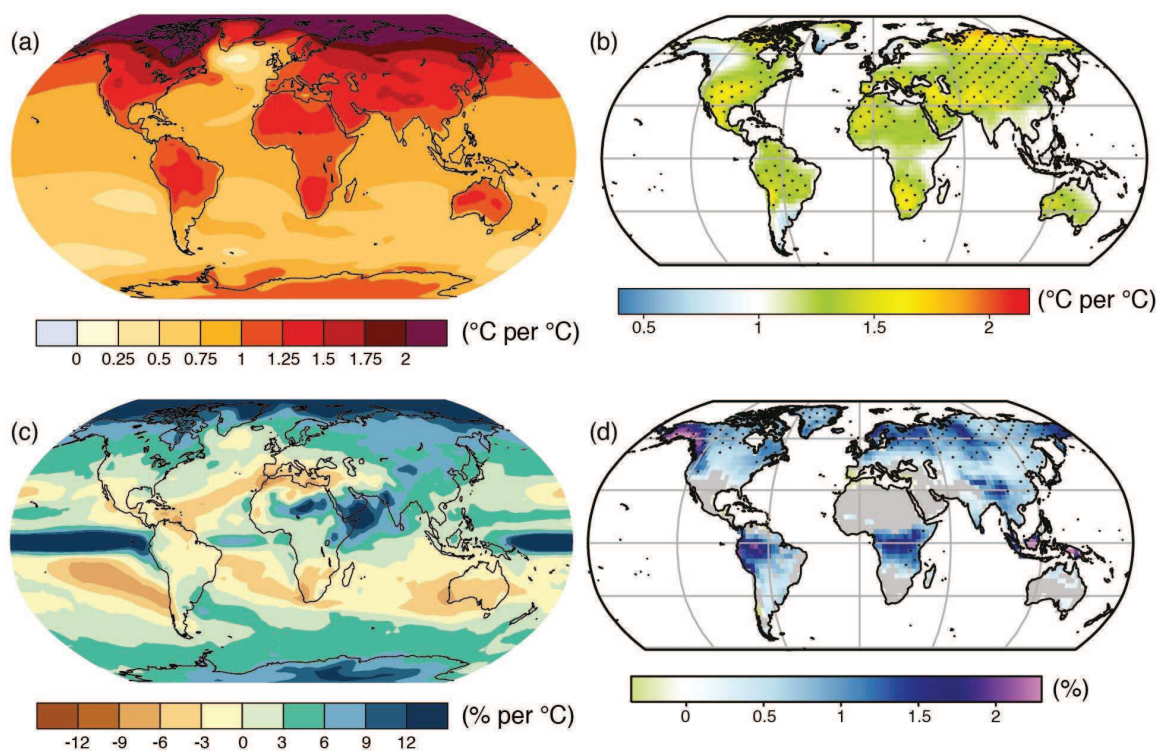 (a)
(b)
(°C per °C)
0 0.25 0.5 0.75 1 1.25 1.5 1.75 2
(°C per °C)
0.5 1 1.5 2
(c)
(d)
(% per °C)
-12 -9 -6 -3 0 3 6 9 12
(%)
0 0.5 1 1.5 2